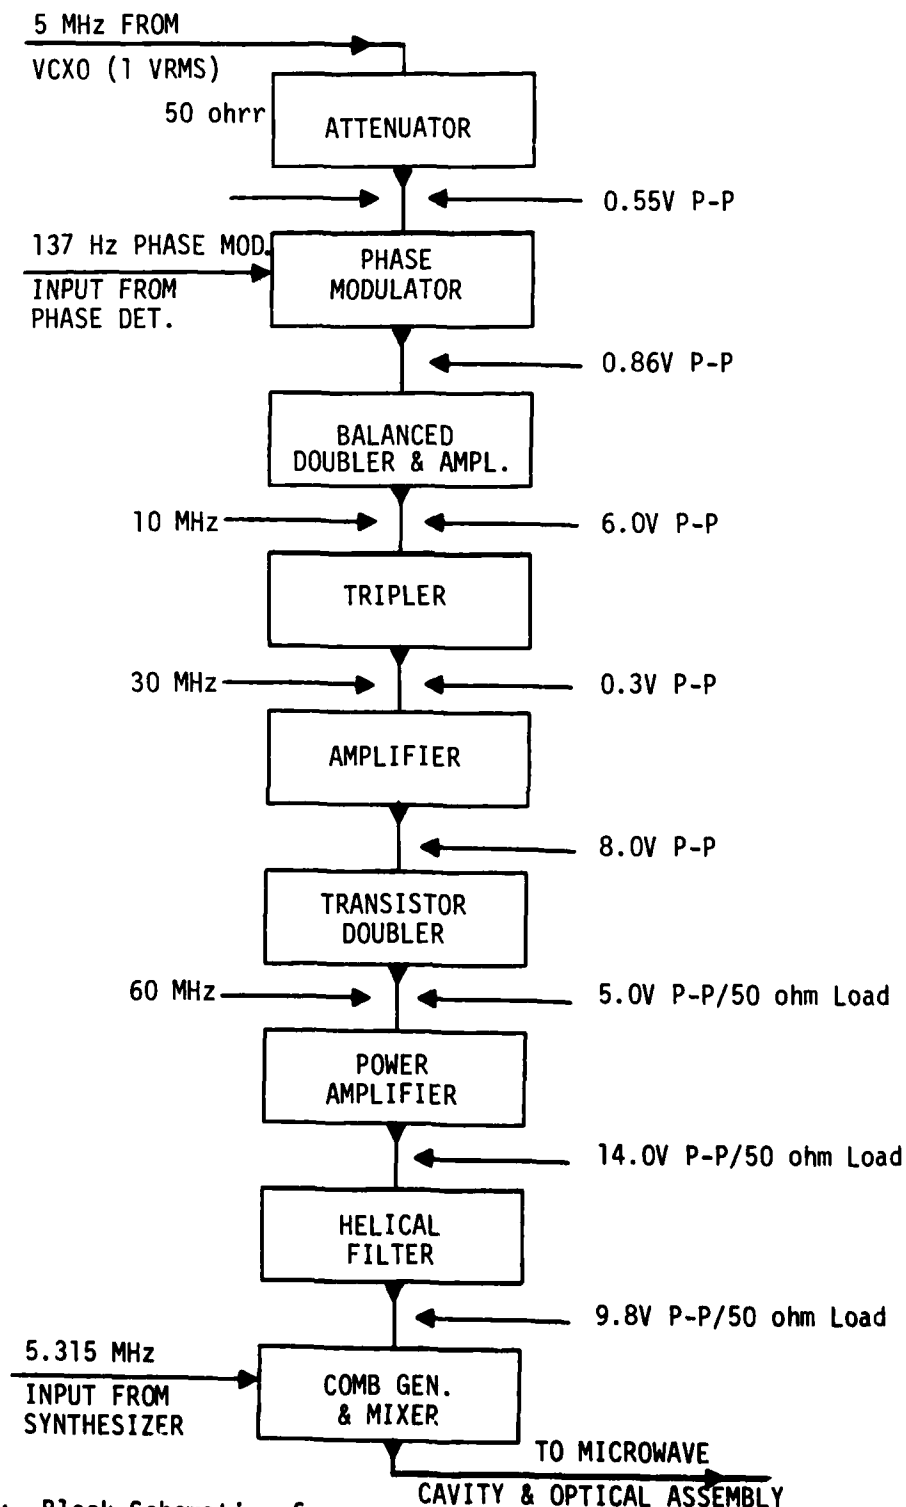 5 MHz FROM
VCXO (1 VRMS)
50 ohrr
ATTENUATOR
0.55V P-P
137 Hz PHASE MOD.
INPUT FROM
PHASE DET.
PHASE
MODULATOR
0.86V P-P
BALANCED
DOUBLER & AMPL.
10 MHz
6.0V P-P
TRIPLER
30 MHz
0.3V P-P
AMPLIFIER
8.0V P-P
TRANSISTOR
DOUBLER
60 MHz
5.0V P-P/50 ohm Load
POWER
AMPLIFIER
14.0V P-P/50 ohm Load
HELICAL
FILTER
9.8V P-P/50 ohm Load
5.315 MHz
INPUT FROM
SYNTHESIZER
COMB GEN.
& MIXER
TO MICROWAVE
CAVITY & OPTICAL ASSEMBLY
Block Schematic